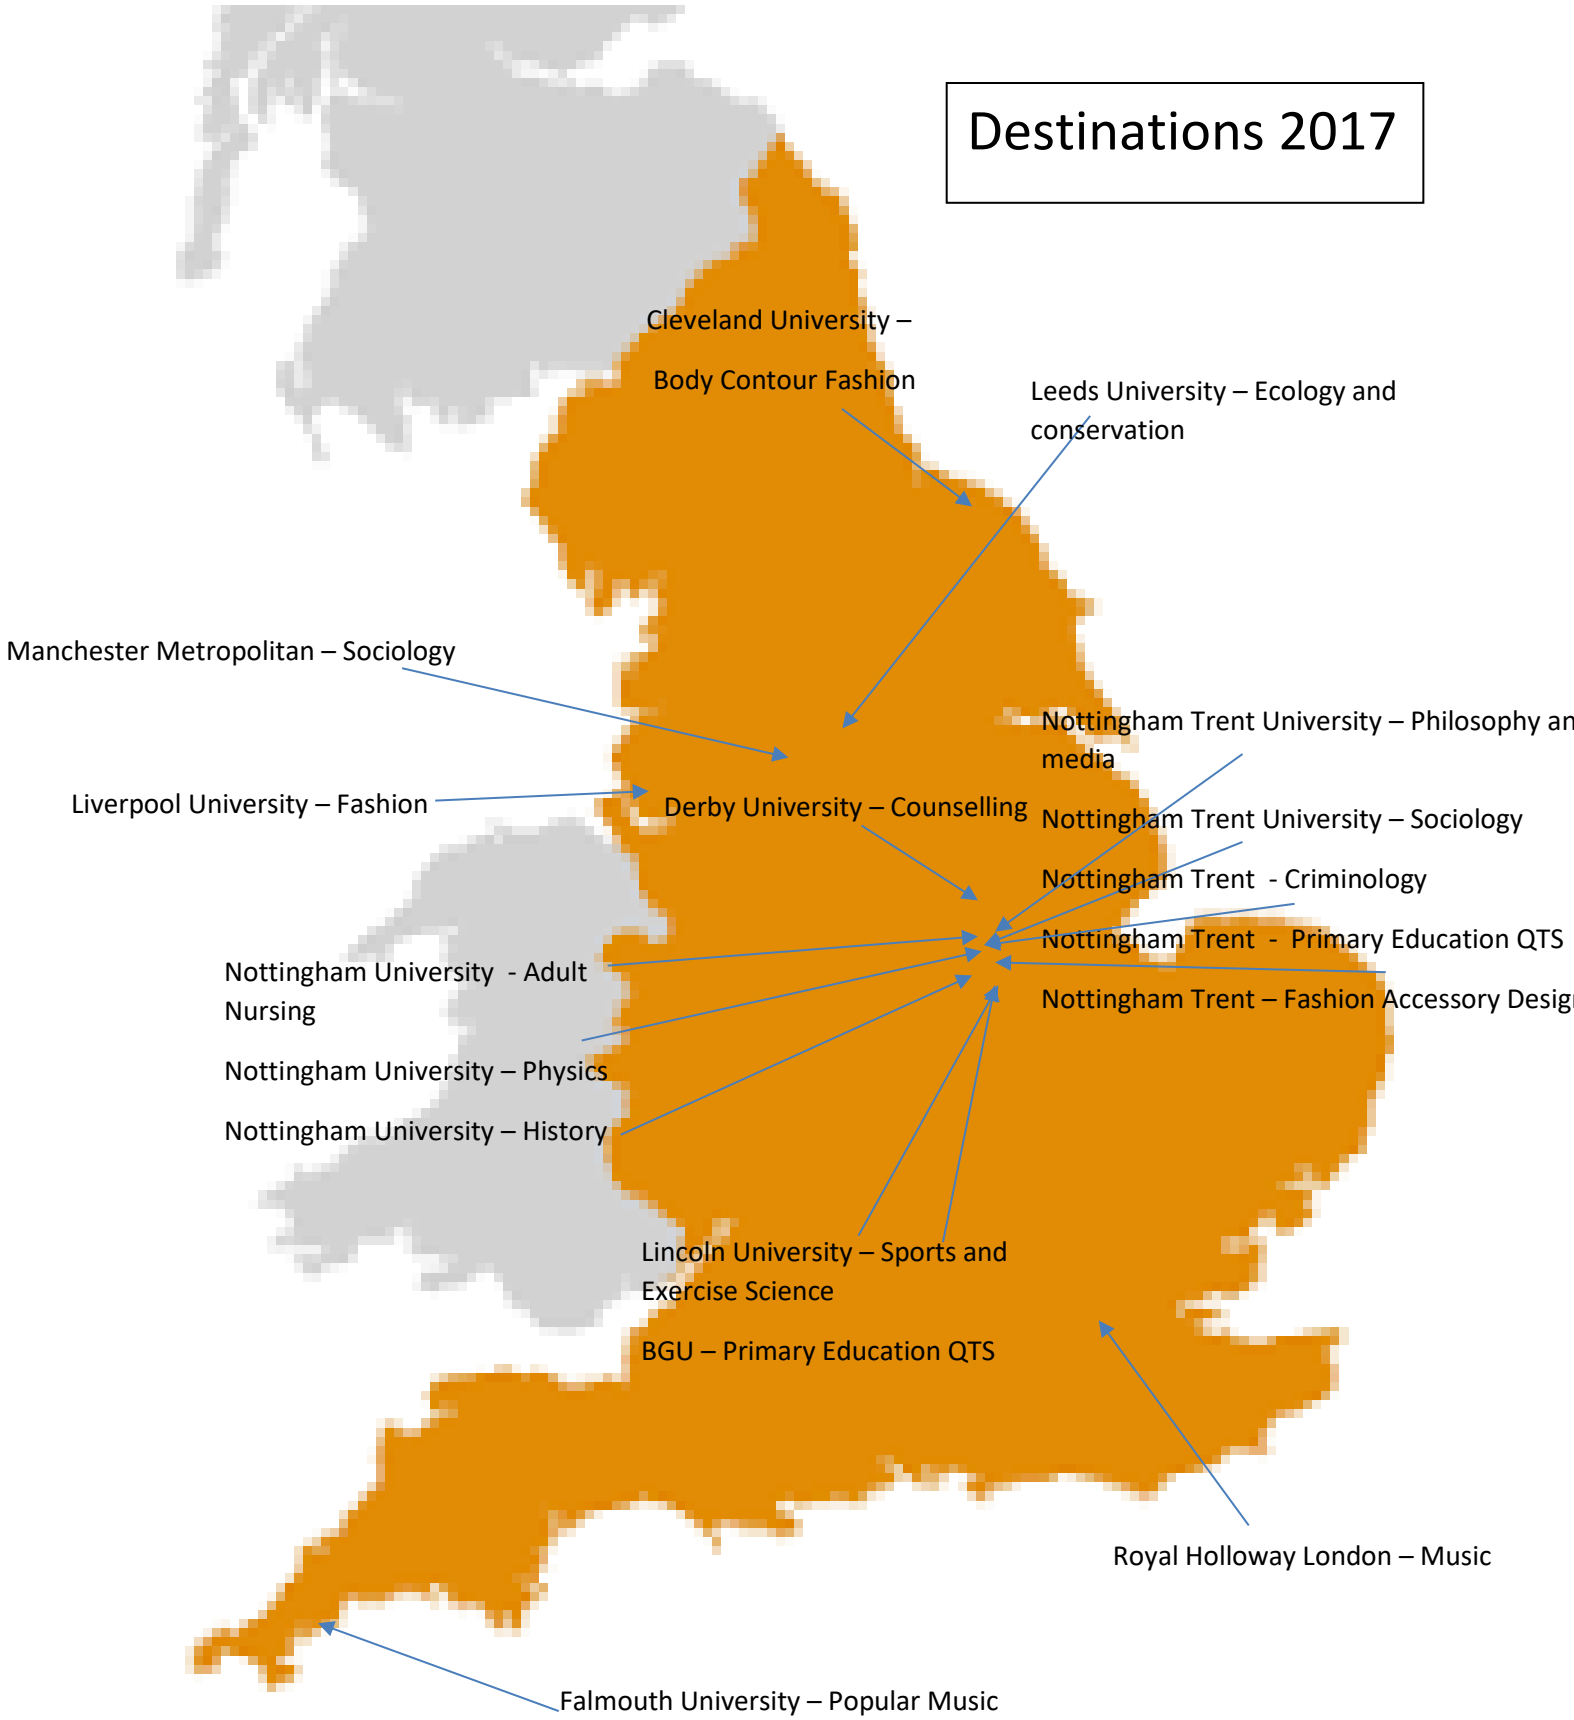 Destinations 2017
Cleveland University –
Body Contour Fashion
Leeds University – Ecology and
conservation
Manchester Metropolitan – Sociology
Nottingham Trent University – Philosophy an
media
Liverpool University – Fashion
Derby University – Counselling
Nottingham Trent University – Sociology
Nottingham Trent  - Criminology
Nottingham Trent  -  Primary Education QTS
Nottingham Trent – Fashion Accessory Desig
Nottingham University  - Adult
Nursing
Nottingham University – Physics
Nottingham University – History
Lincoln University – Sports and
Exercise Science
BGU – Primary Education QTS
Royal Holloway London – Music
Falmouth University – Popular Music